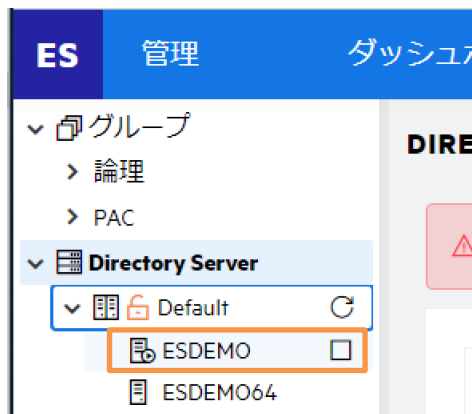 ES 管理 ダッシュボ
グループ
DIRE
論理
PAC
Directory Server
Default
ESDEMO
ESDEMO64